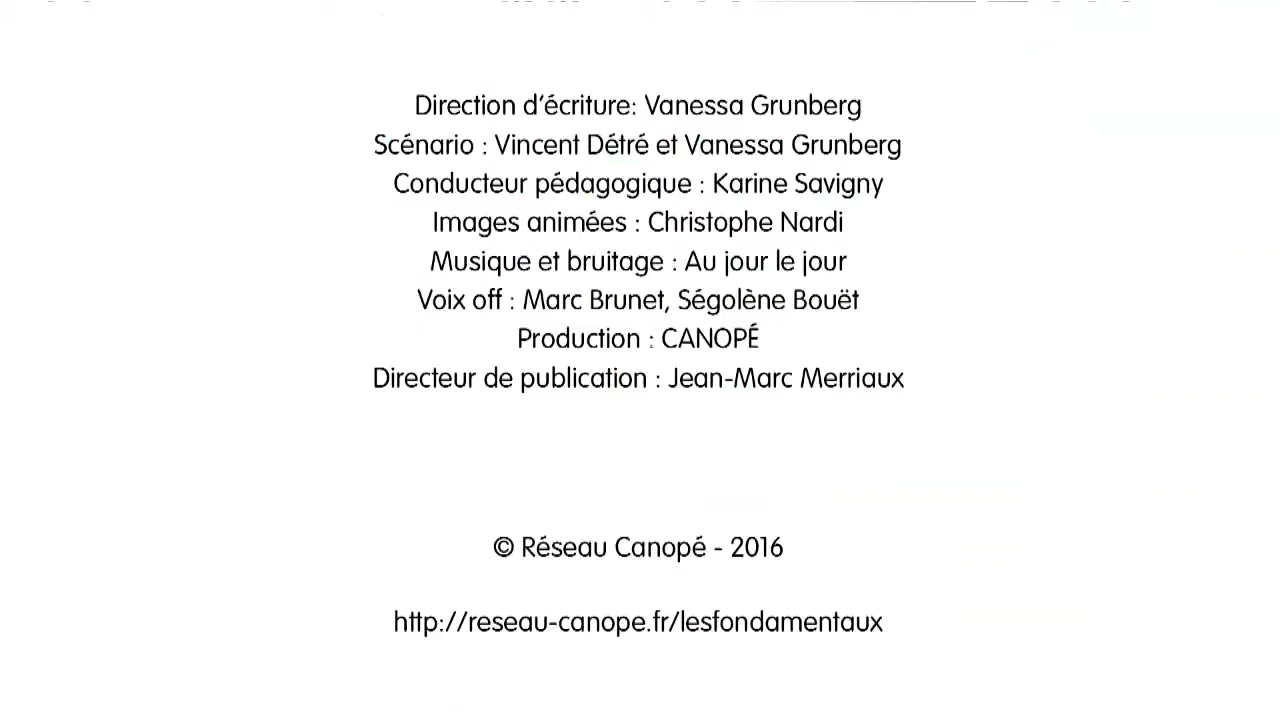 Direction d'écriture: Vanessa Grunberg
Scénario : Vincent Détré et Vanessa Grunberg
Conducteur pédagogique : Karine Savigny
Images animées : Christophe Nardi
Musique et bruitage : Au jour le jour
Voix off : Marc Brunet, Ségolène Bouët
Production : CANOPÉ
Directeur de publication : Jean-Marc Merriaux
© Réseau Canopé - 2016
http://reseau-canope.fr/lesfondamentaux